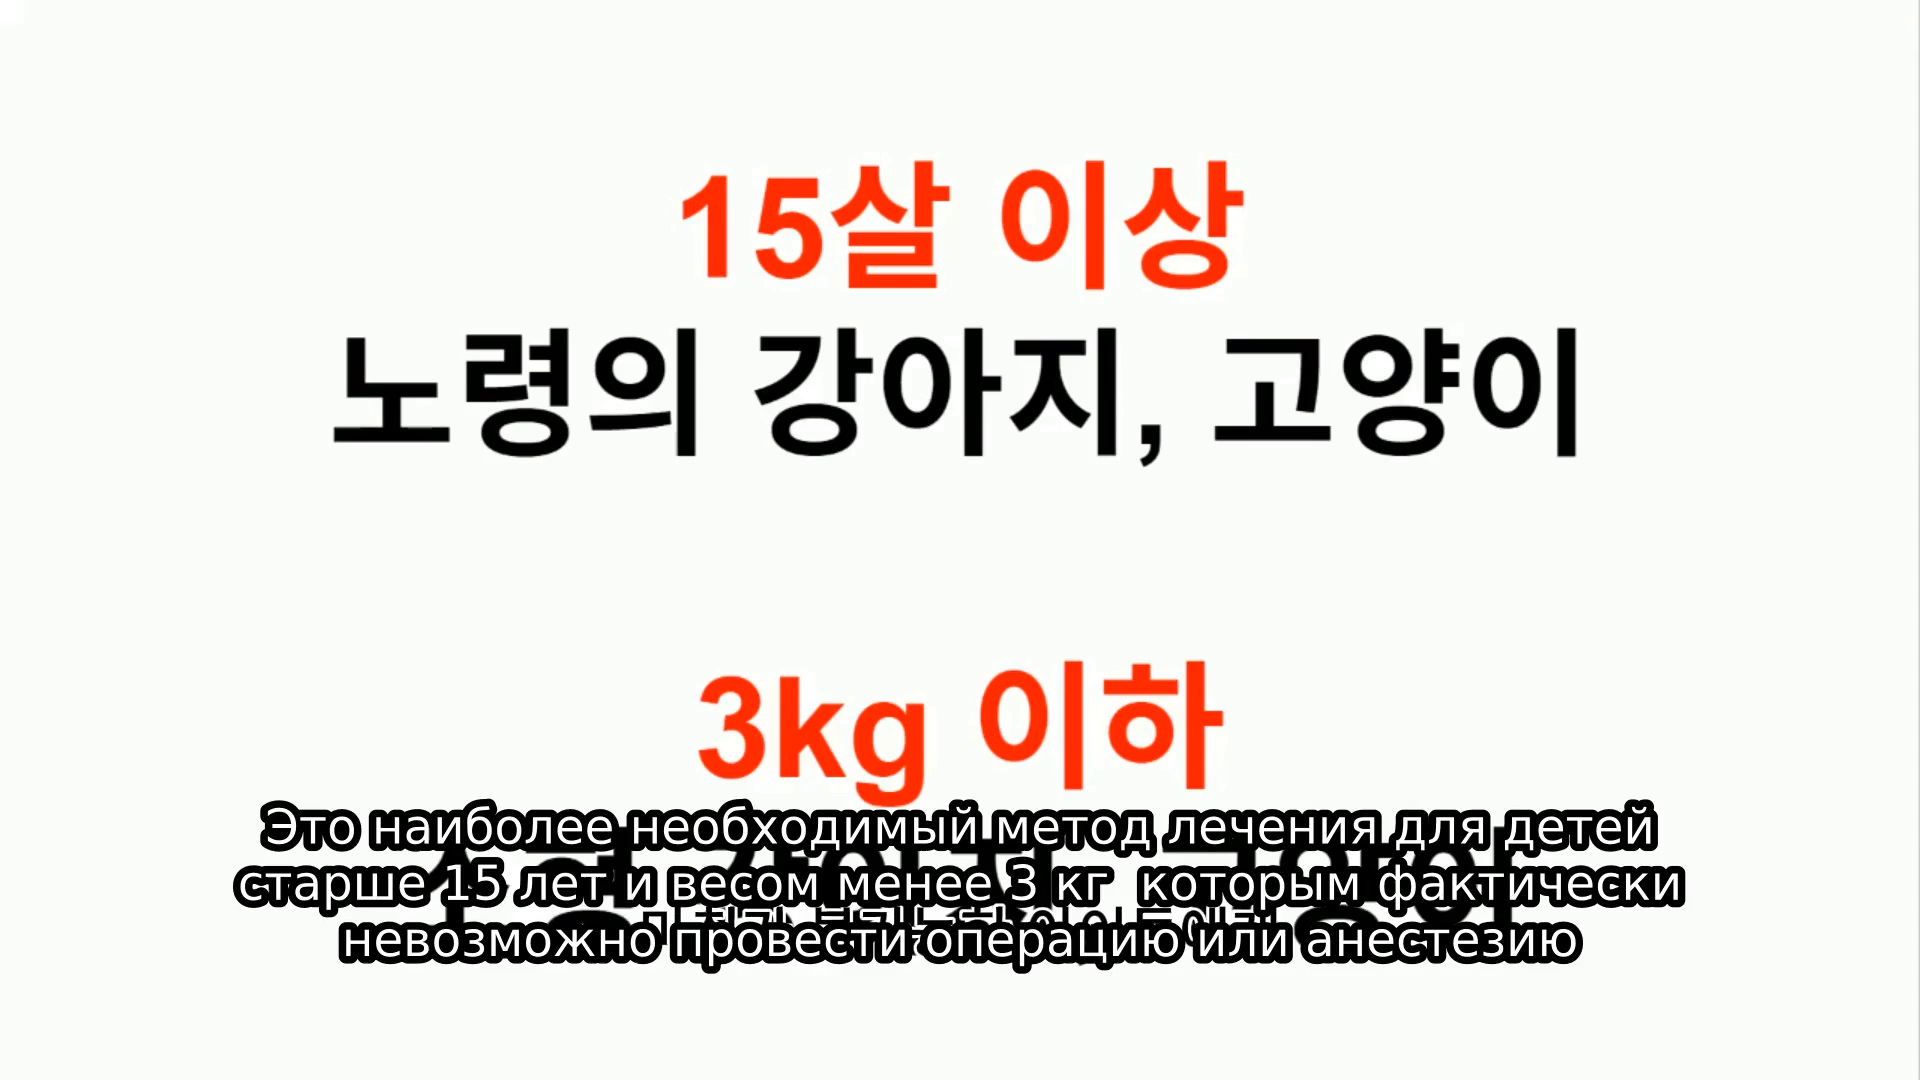 15살 이상
노령의 강아지, 고양이
3kg 이하
Это наиболее необходимый метод лечения для детей
старше 15 лет и весом менее 3 кг  которым фактически
невозможно провести операцию или анестезию